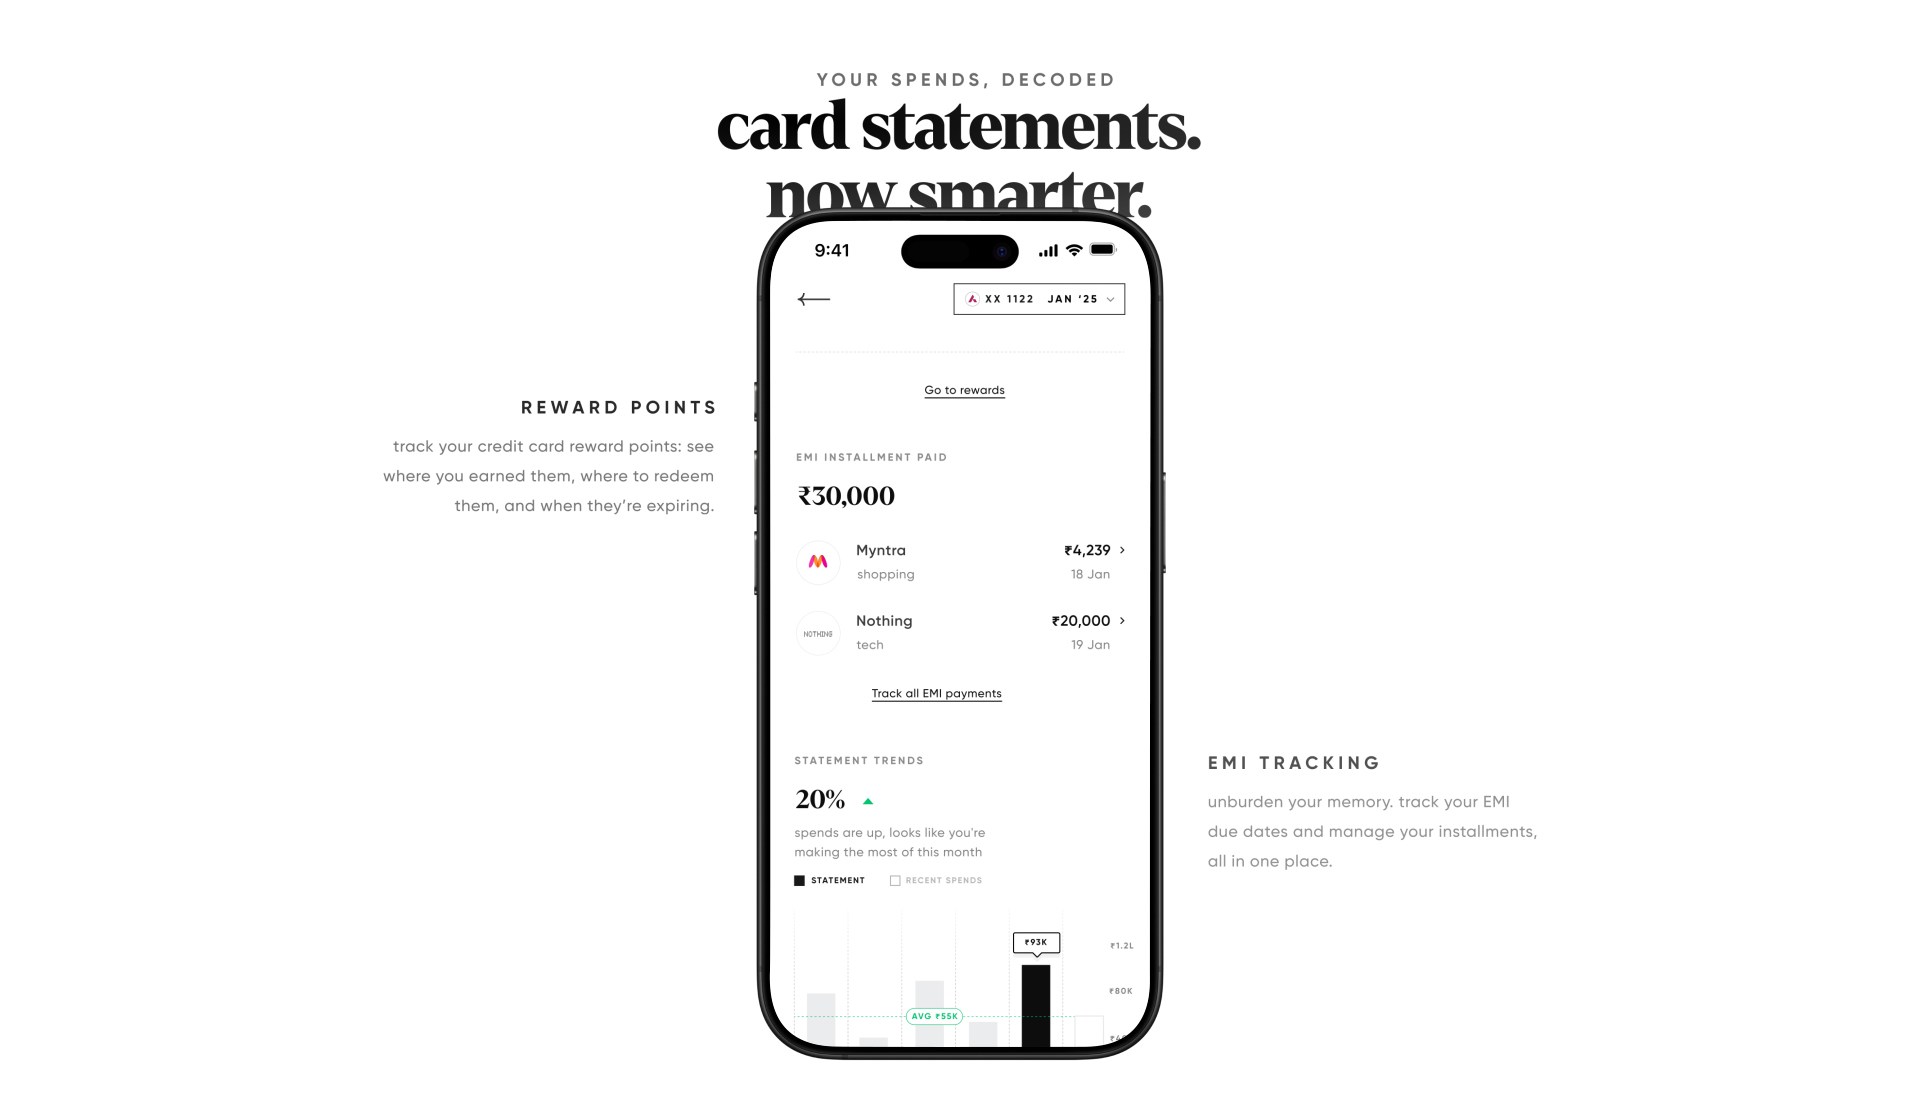 YOUR SPENDS, DECODED
card statements.
now smarter.
9:41
XX 1122 JAN '25
Go to rewards
REWARD POINTS
track your credit card reward points: see
where you earned them, where to redeem
them, and when they’re expiring.
EMI INSTALLMENT PAID
₹30,000
Myntra ₹4,239
shopping 18 Jan
NOTHING
Nothing ₹20,000
tech 19 Jan
Track all EMI payments
STATEMENT TRENDS
20%
spends are up, looks like you're
making the most of this month
STATEMENT RECENT SPENDS
₹93K
₹1.2L
₹80K
AVG ₹55K
EMI TRACKING
unburden your memory. track your EMI
due dates and manage your installments,
all in one place.